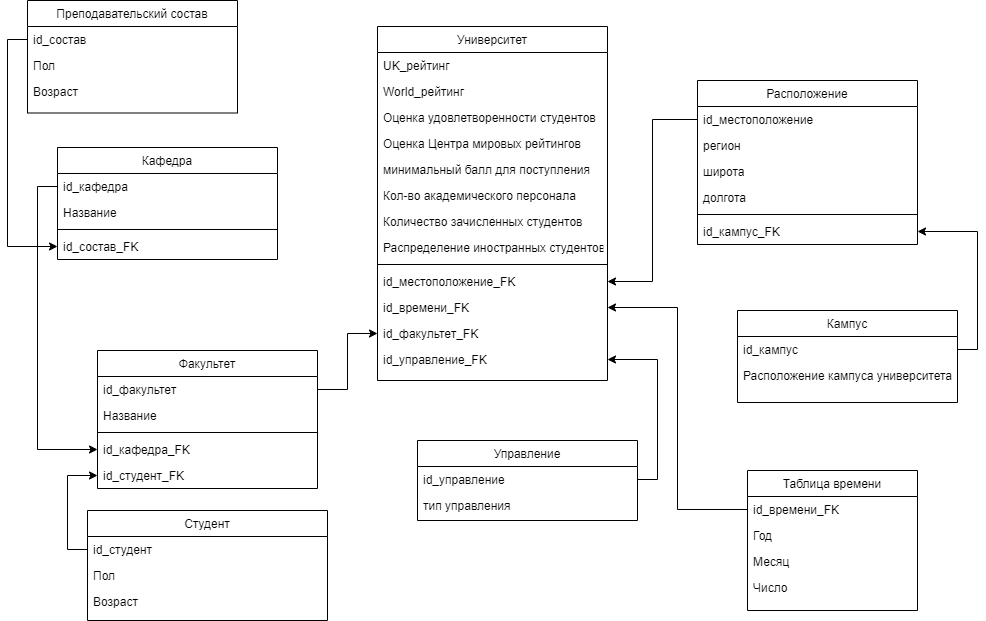 Преподавательский состав
id_состав
Пол
Возраст
Кафедра
id_кафедра
Название
id_состав_FK
Факультет
id_факультет
Название
id_кафедра_FK
id_студент_FK
Студент
id_студент
Пол
Возраст
Университет
UK_рейтинг
World_рейтинг
Оценка удовлетворенности студентов
Оценка Центра мировых рейтингов
минимальный балл для поступления
Кол-во академического персонала
Количество зачисленных студентов
Распределение иностранных студентов
id_местоположение_FK
id_времени_FK
id_факультет_FK
id_управление_FK
Управление
id_управление
тип управления
Расположение
id_местоположение
регион
широта
долгота
id_кампус_FK
Кампус
id_кампус
Расположение кампуса университета
Таблица времени
id_времени_FK
Год
Месяц
Число